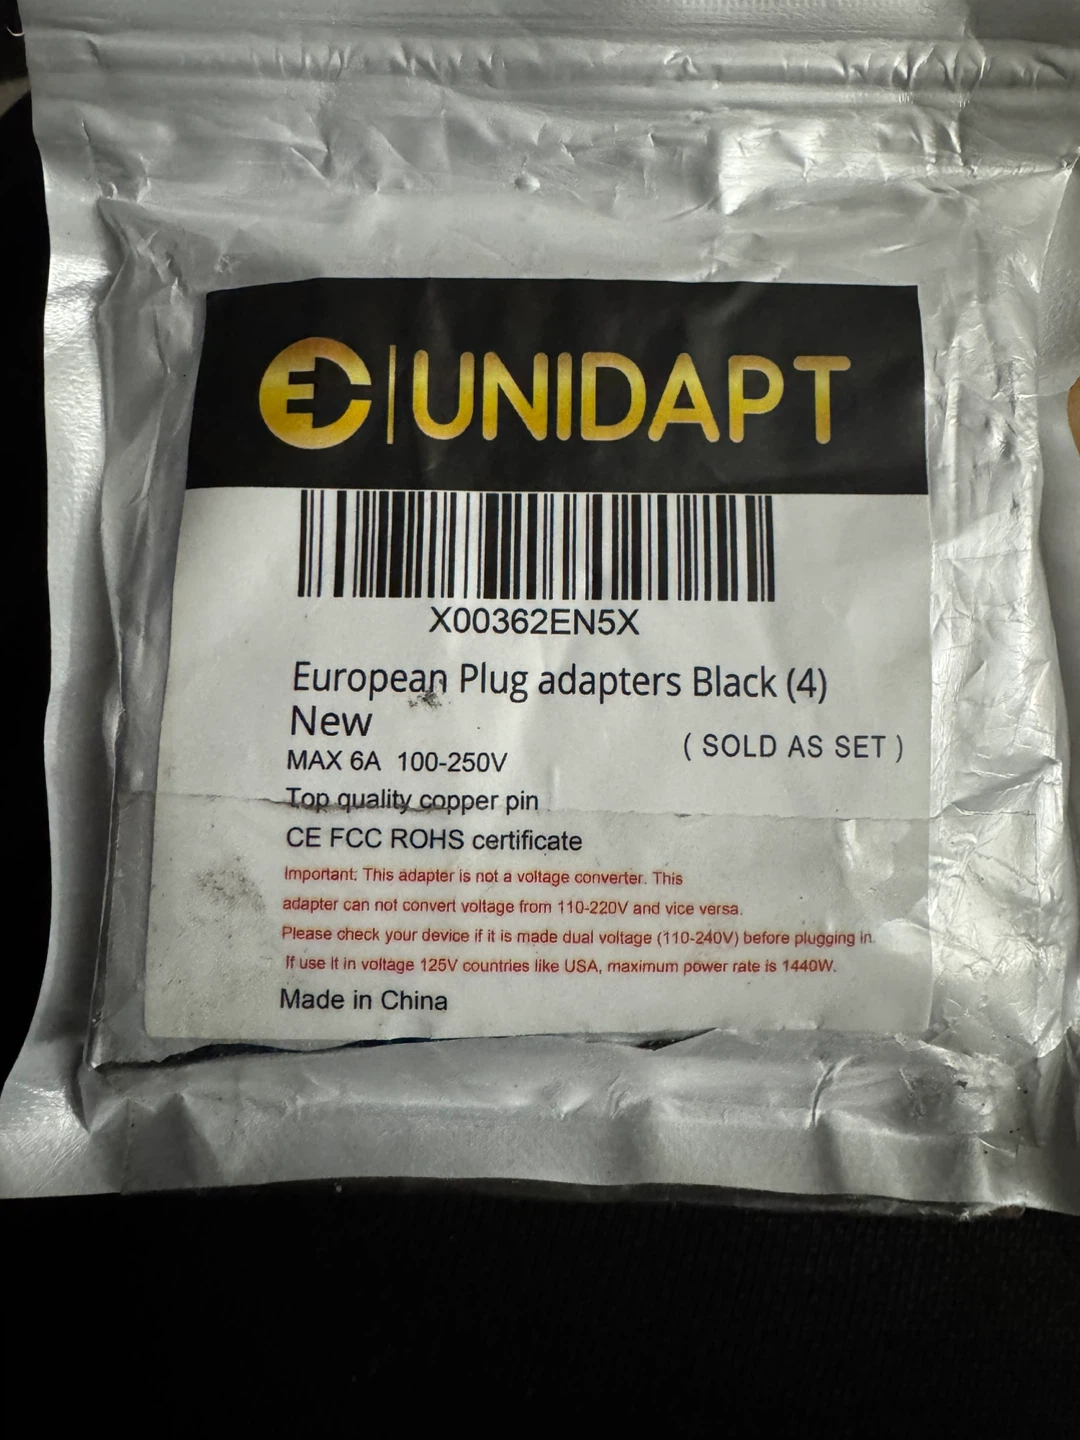 UNIDAPT
X00362EN5X
European Plug adapters Black (4)
New
( SOLD AS SET )
MAX 6A 100-250V
Top quality copper pin
CE FCC ROHS certificate
Important: This adapter is not a voltage converter. This
adapter can not convert voltage from 110-220V and vice versa.
Please check your device if it is made dual voltage (110-240V) before plugging in.
If use it in voltage 125V countries like USA, maximum power rate is 1440W.
Made in China